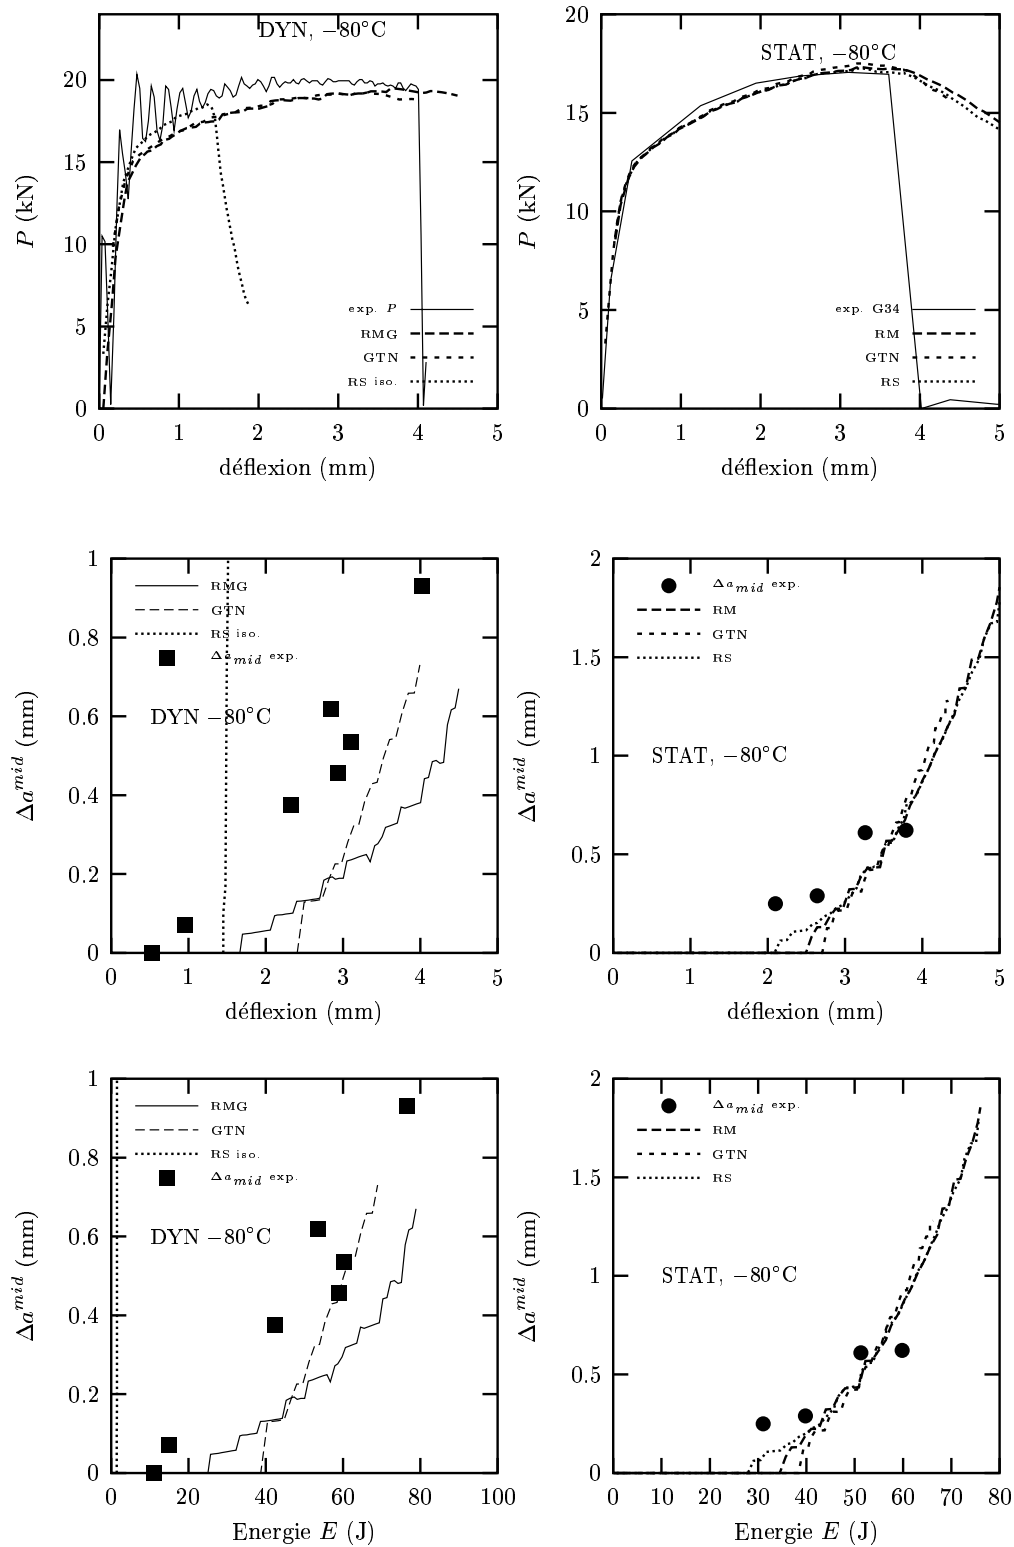 DYN, −80°C
20
15
10
5
0
P (kN)
exp. P
RMG
GTN
RS iso.
0 1 2 3 4 5
déflexion (mm)
STAT, −80°C
20
15
10
5
0
P (kN)
exp. G34
RM
GTN
RS
0 1 2 3 4 5
déflexion (mm)
1
0.8
0.6
0.4
0.2
0
Δa^mid (mm)
RMG
GTN
RS iso.
Δa_mid exp.
DYN −80°C
0 1 2 3 4 5
déflexion (mm)
2
1.5
1
0.5
0
Δa^mid (mm)
Δa_mid exp.
RM
GTN
RS
STAT, −80°C
0 1 2 3 4 5
déflexion (mm)
1
0.8
0.6
0.4
0.2
0
Δa^mid (mm)
RMG
GTN
RS iso.
Δa_mid exp.
DYN −80°C
0 20 40 60 80 100
Energie E (J)
2
1.5
1
0.5
0
Δa^mid (mm)
Δa_mid exp.
RM
GTN
RS
STAT, −80°C
0 10 20 30 40 50 60 70 80
Energie E (J)